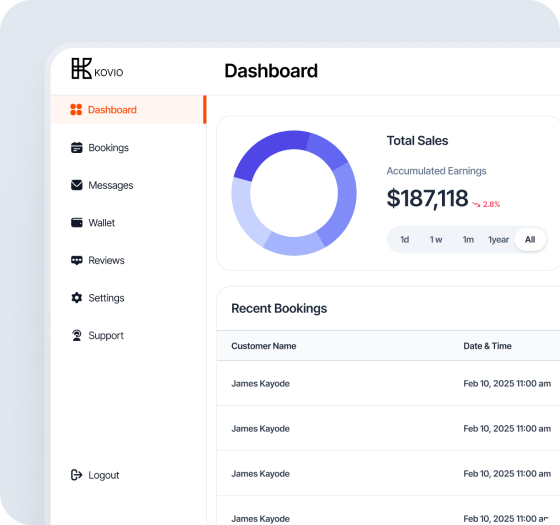 KOVIO
Dashboard
Dashboard
Bookings
Messages
Wallet
Reviews
Settings
Support
Logout
Total Sales
Accumulated Earnings
$187,118 2.8%
1d 1w 1m 1year All
Recent Bookings
Customer Name Date & Time
James Kayode Feb 10, 2025 11:00 am
James Kayode Feb 10, 2025 11:00 am
James Kayode Feb 10, 2025 11:00 am
James Kayode Feb 10, 2025 11:00 am